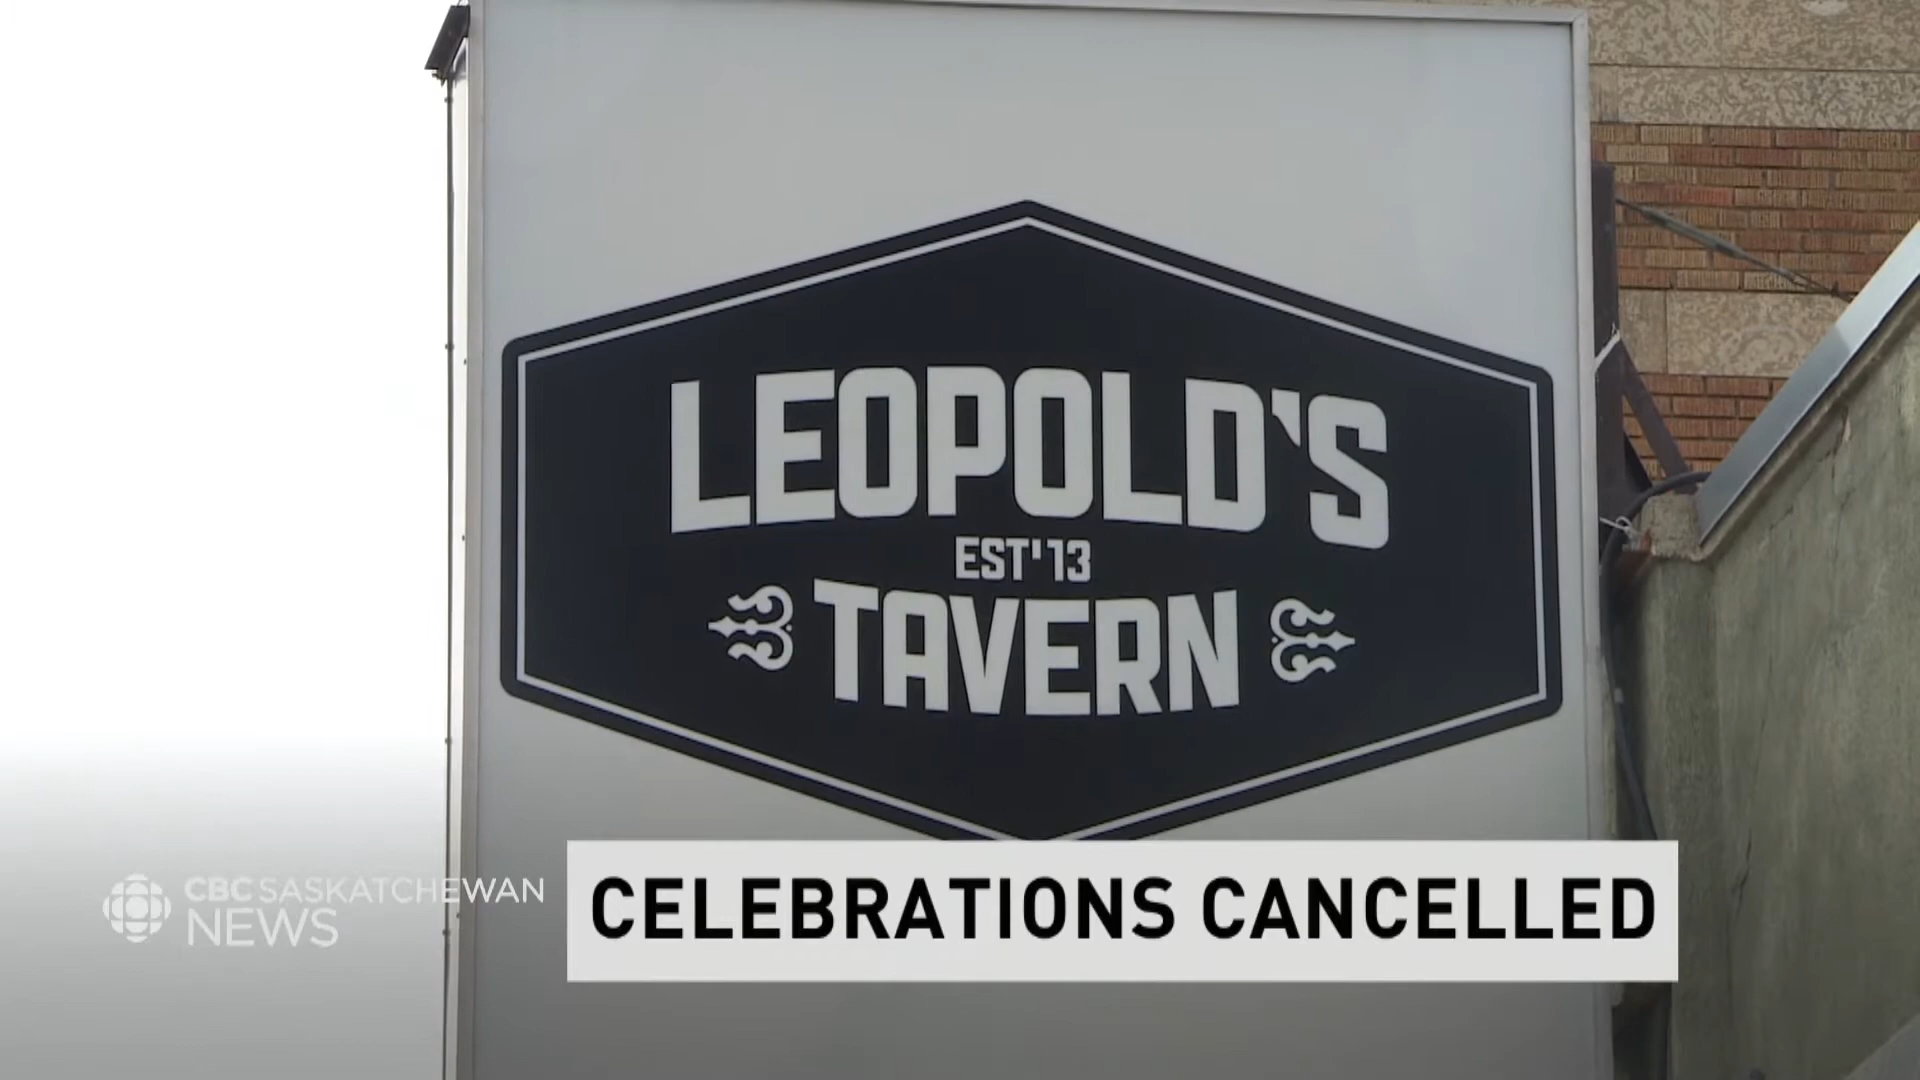 LEOPOLD'S
EST'13
TAVERN
CBC SASKATCHEWAN
NEWS
CELEBRATIONS CANCELLED